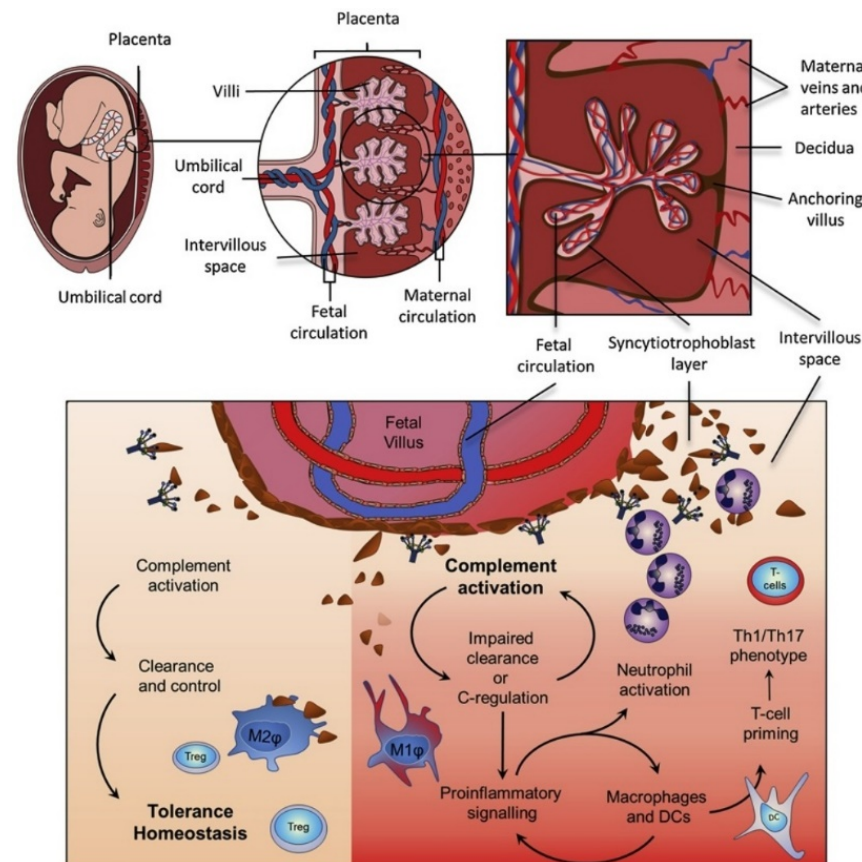 Placenta
Placenta
Villi
Umbilical
cord
Intervillous
space
Umbilical cord
Fetal
circulation
Maternal
circulation
Maternal
veins and
arteries
Decidua
Anchoring
villus
Fetal
circulation
Syncytiotrophoblast
layer
Intervillous
space
Fetal
Villus
Complement
activation
Clearance
and control
M2φ
Treg
Tolerance
Homeostasis
Treg
Complement
activation
Impaired
clearance
or
C-regulation
M1φ
Proinflammatory
signalling
Neutrophil
activation
Macrophages
and DCs
T-
cells
Th1/Th17
phenotype
T-cell
priming
DC